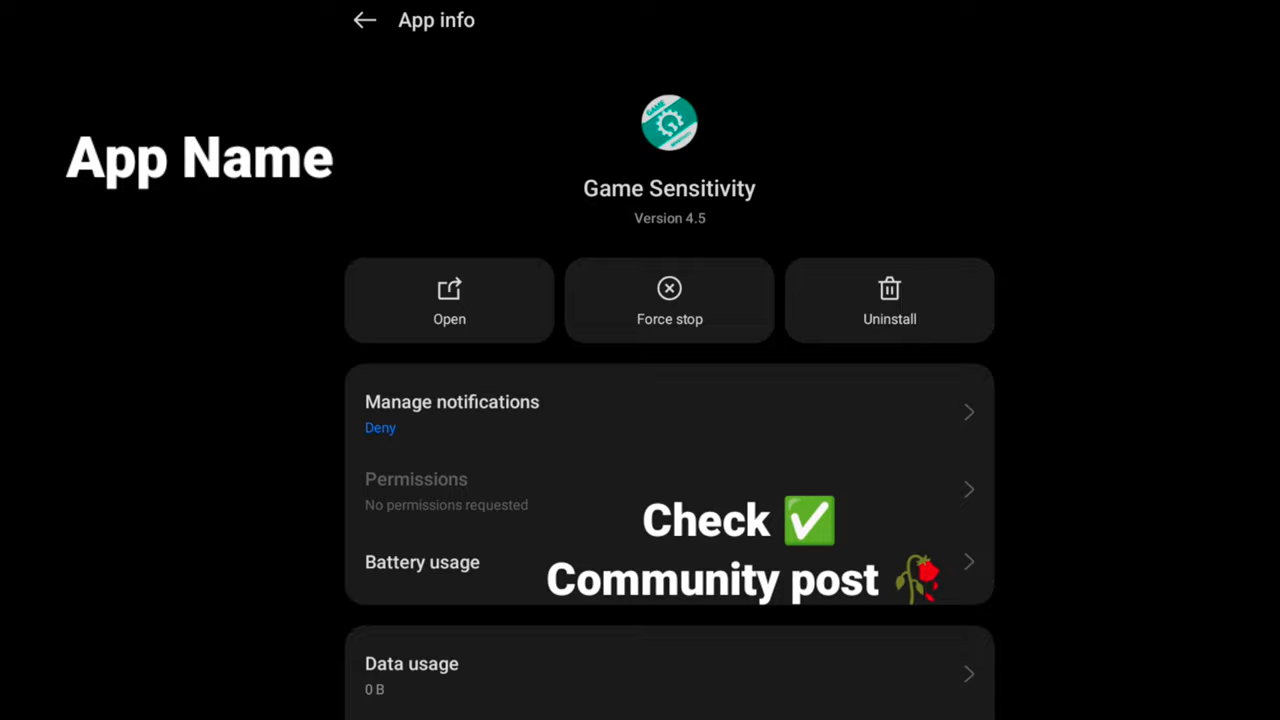 App info
App Name
GAME
Game Sensitivity
Version 4.5
Open
Force stop
Uninstall
Manage notifications
Deny
Permissions
No permissions requested
Check ✅
Battery usage
Community post 🥀
Data usage
0 B